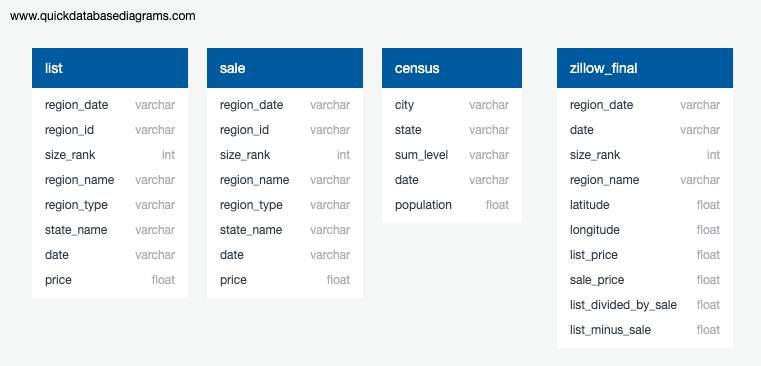 www.quickdatabasediagrams.com
list
region_date varchar
region_id varchar
size_rank int
region_name varchar
region_type varchar
state_name varchar
date varchar
price float
sale
region_date varchar
region_id varchar
size_rank int
region_name varchar
region_type varchar
state_name varchar
date varchar
price float
census
city varchar
state varchar
sum_level varchar
date varchar
population float
zillow_final
region_date varchar
date varchar
size_rank int
region_name varchar
latitude float
longitude float
list_price float
sale_price float
list_divided_by_sale float
list_minus_sale float